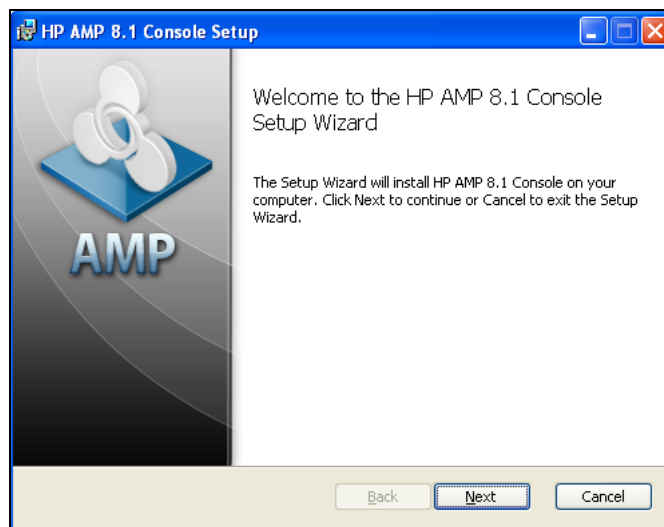 HP AMP 8.1 Console Setup
Welcome to the HP AMP 8.1 Console
Setup Wizard
The Setup Wizard will install HP AMP 8.1 Console on your
computer. Click Next to continue or Cancel to exit the Setup
Wizard.
AMP
Back Next Cancel